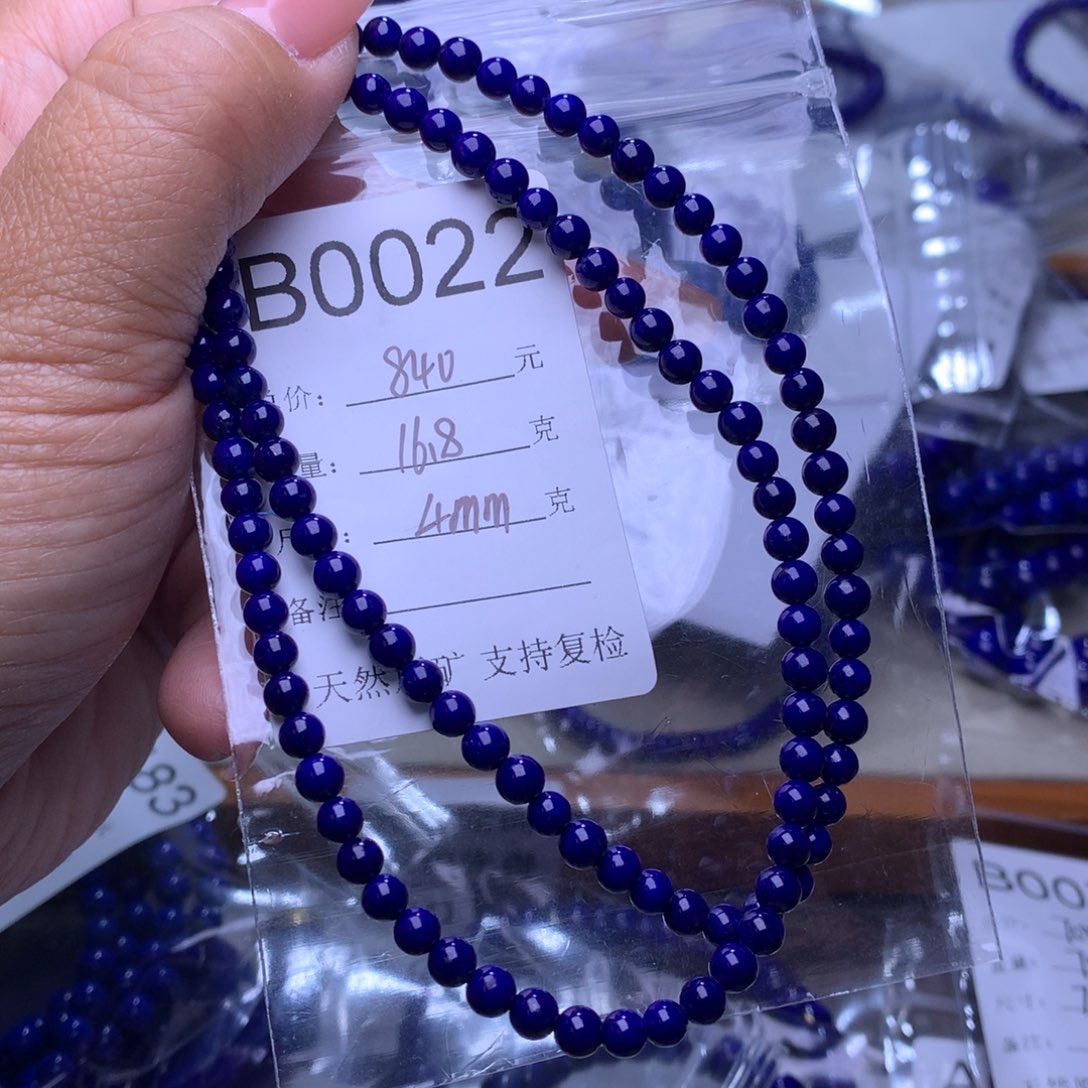 B0022
价: 840 元
量: 16.8 克
尺 : 4mm 克
备注
天然 矿 支持复检
83
B00